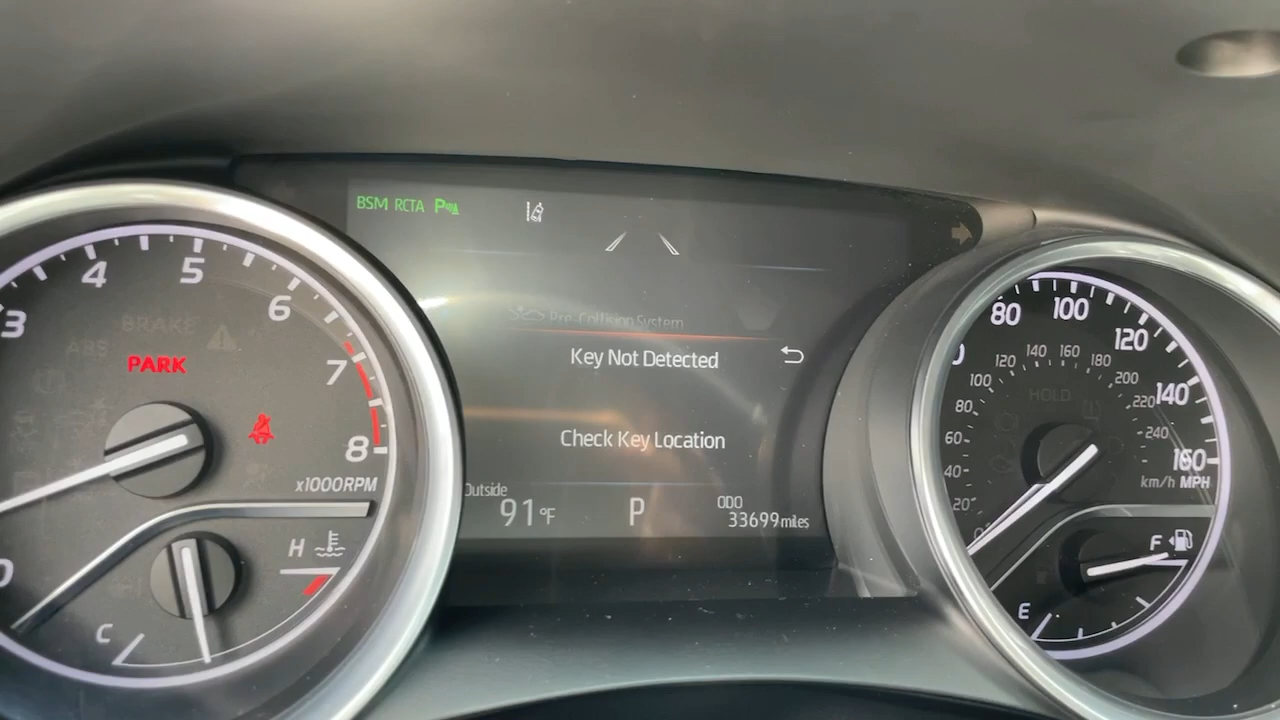 BSM RCTA P
Pre-Collision System
Key Not Detected
Check Key Location
Outside
91°F
P
ODO
33699 miles
3
4
5
6
7
8
0
BRAKE
ABS
PARK
x1000RPM
H
C
80
100
120
140
160
0
20
40
60
80
100
120
140
160
180
200
220
240
HOLD
km/h MPH
F
E